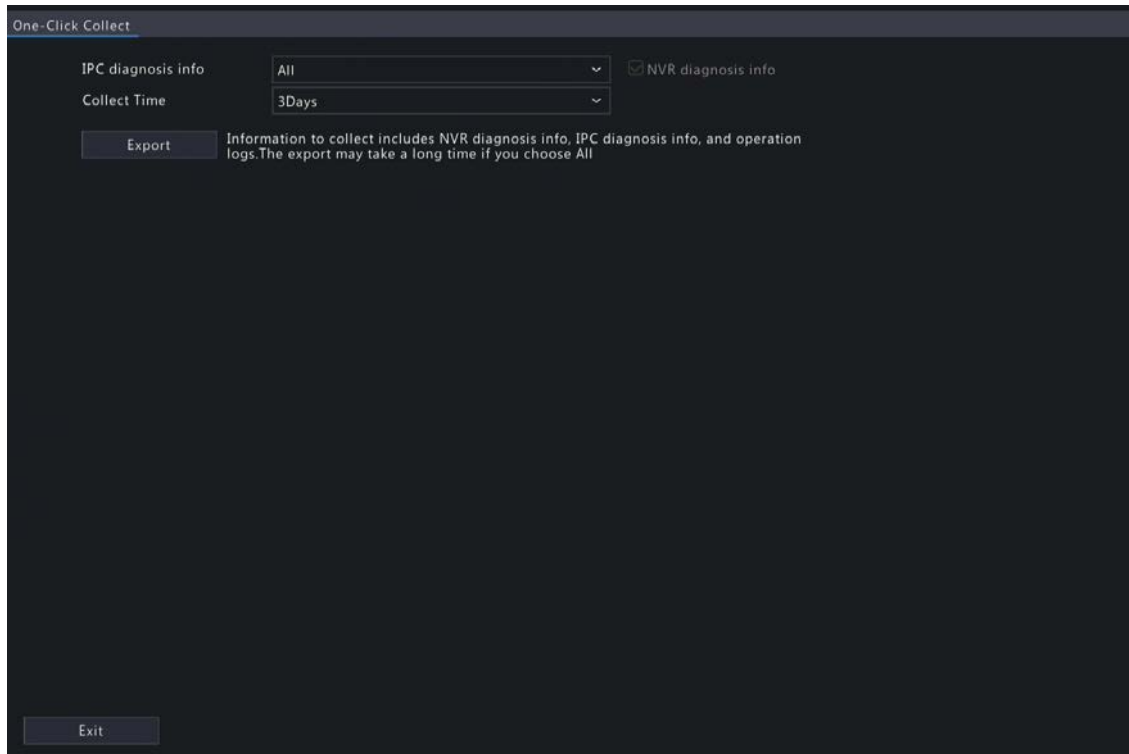 One-Click Collect
IPC diagnosis info
All
NVR diagnosis info
Collect Time
3Days
Export
Information to collect includes NVR diagnosis info, IPC diagnosis info, and operation
logs.The export may take a long time if you choose All
Exit